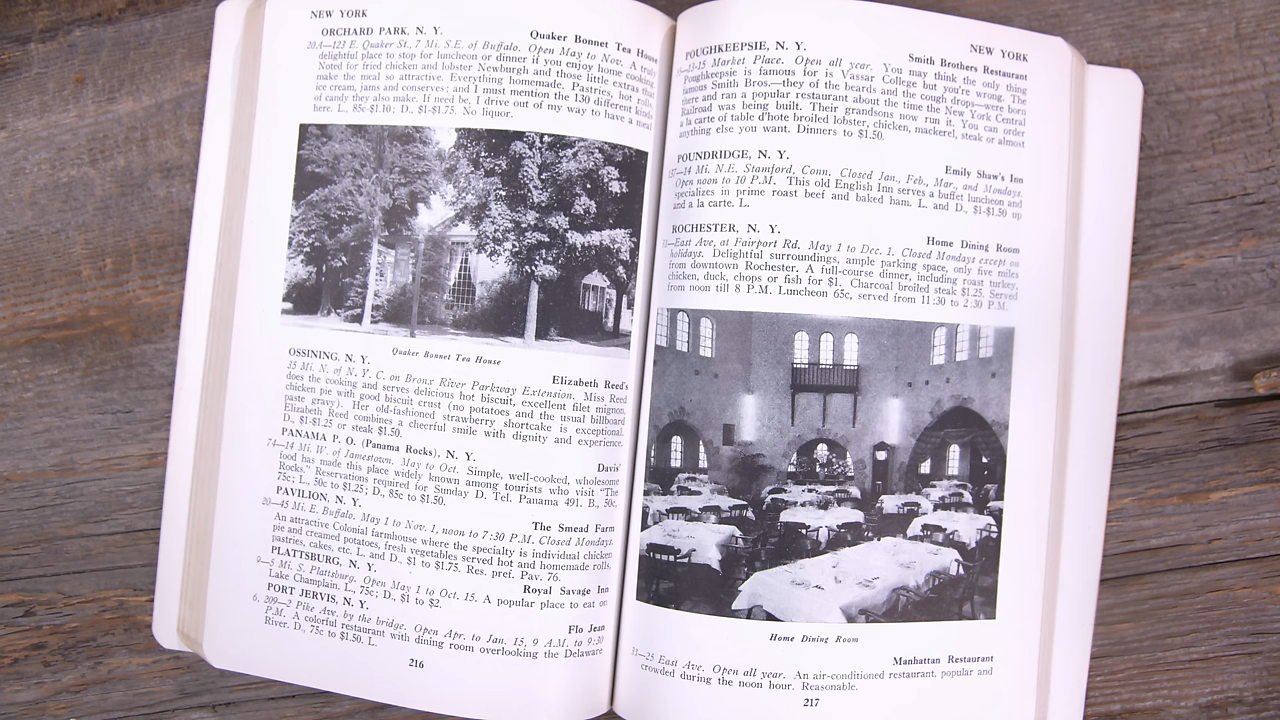 NEW YORK
ORCHARD PARK, N. Y.
Quaker Bonnet Tea House
20A—123 E. Quaker St., 7 Mi. S.E. of Buffalo. Open May to Nov. A truly
delightful place to stop for luncheon or dinner if you enjoy home cooking.
Noted for fried chicken and lobster Newburgh and those little extras that
make the meal so attractive. Everything homemade. Pastries, hot rolls,
ice cream, jams and conserves; and I must mention the 130 different kinds
of candy they also make. If need be, I drive out of my way to have a meal
here. L., 85c-$1.10; D., $1-$1.75. No liquor.
Quaker Bonnet Tea House
OSSINING, N. Y.
Elizabeth Reed's
35 Mi. N. of N. Y. C. on Bronx River Parkway Extension. Miss Reed
does the cooking and serves delicious hot biscuit, excellent filet mignon,
chicken pie with good biscuit crust (no potatoes and the usual billboard
paste gravy). Her old-fashioned strawberry shortcake is exceptional.
Elizabeth Reed combines a cheerful smile with dignity and experience.
D., $1-$1.25 or steak $1.50.
PANAMA P. O. (Panama Rocks), N. Y.
Davis'
74—14 Mi. W. of Jamestown. May to Oct. Simple, well-cooked, wholesome
food has made this place widely known among tourists who visit "The
Rocks." Reservations required for Sunday D. Tel. Panama 491. B., 50c,
75c; L., 50c to $1.25; D., 85c to $1.50.
PAVILION, N. Y.
The Smead Farm
20—45 Mi. E. Buffalo. May 1 to Nov. 1, noon to 7:30 P.M. Closed Mondays.
An attractive Colonial farmhouse where the specialty is individual chicken
pie and creamed potatoes, fresh vegetables served hot and homemade rolls,
pastries, cakes, etc. L. and D., $1 to $1.75. Res. pref. Pav. 76.
PLATTSBURG, N. Y.
Royal Savage Inn
9—5 Mi. S. Plattsburg. Open May 1 to Oct. 15. A popular place to eat on
Lake Champlain. L., 75c; D., $1 to $2.
PORT JERVIS, N. Y.
Flo Jean
6, 209—2 Pike Ave. by the bridge. Open Apr. to Jan. 15, 9 A.M. to 9:30
P.M. A colorful restaurant with dining room overlooking the Delaware
River. D., 75c to $1.50. L.
216
NEW YORK
POUGHKEEPSIE, N. Y.
Smith Brothers Restaurant
13-15 Market Place. Open all year. You may think the only thing
Poughkeepsie is famous for is Vassar College but you're wrong. The
famous Smith Bros.—they of the beards and the cough drops—were born
there and ran a popular restaurant about the time the New York Central
Railroad was being built. Their grandsons now run it. You can order
a la carte of table d'hote broiled lobster, chicken, mackerel, steak or almost
anything else you want. Dinners to $1.50.
POUNDRIDGE, N. Y.
Emily Shaw's Inn
137—14 Mi. N.E. Stamford, Conn. Closed Jan., Feb., Mar., and Mondays.
Open noon to 10 P.M. This old English Inn serves a buffet luncheon and
specializes in prime roast beef and baked ham. L. and D., $1-$1.50 up
and a la carte. L.
ROCHESTER, N. Y.
Home Dining Room
31—East Ave, at Fairport Rd. May 1 to Dec. 1. Closed Mondays except on
holidays. Delightful surroundings, ample parking space, only five miles
from downtown Rochester. A full-course dinner, including roast turkey,
chicken, duck, chops or fish for $1. Charcoal broiled steak $1.25. Served
from noon till 8 P.M. Luncheon 65c, served from 11:30 to 2:30 P.M.
Home Dining Room
Manhattan Restaurant
31—25 East Ave. Open all year. An air-conditioned restaurant, popular and
crowded during the noon hour. Reasonable.
217